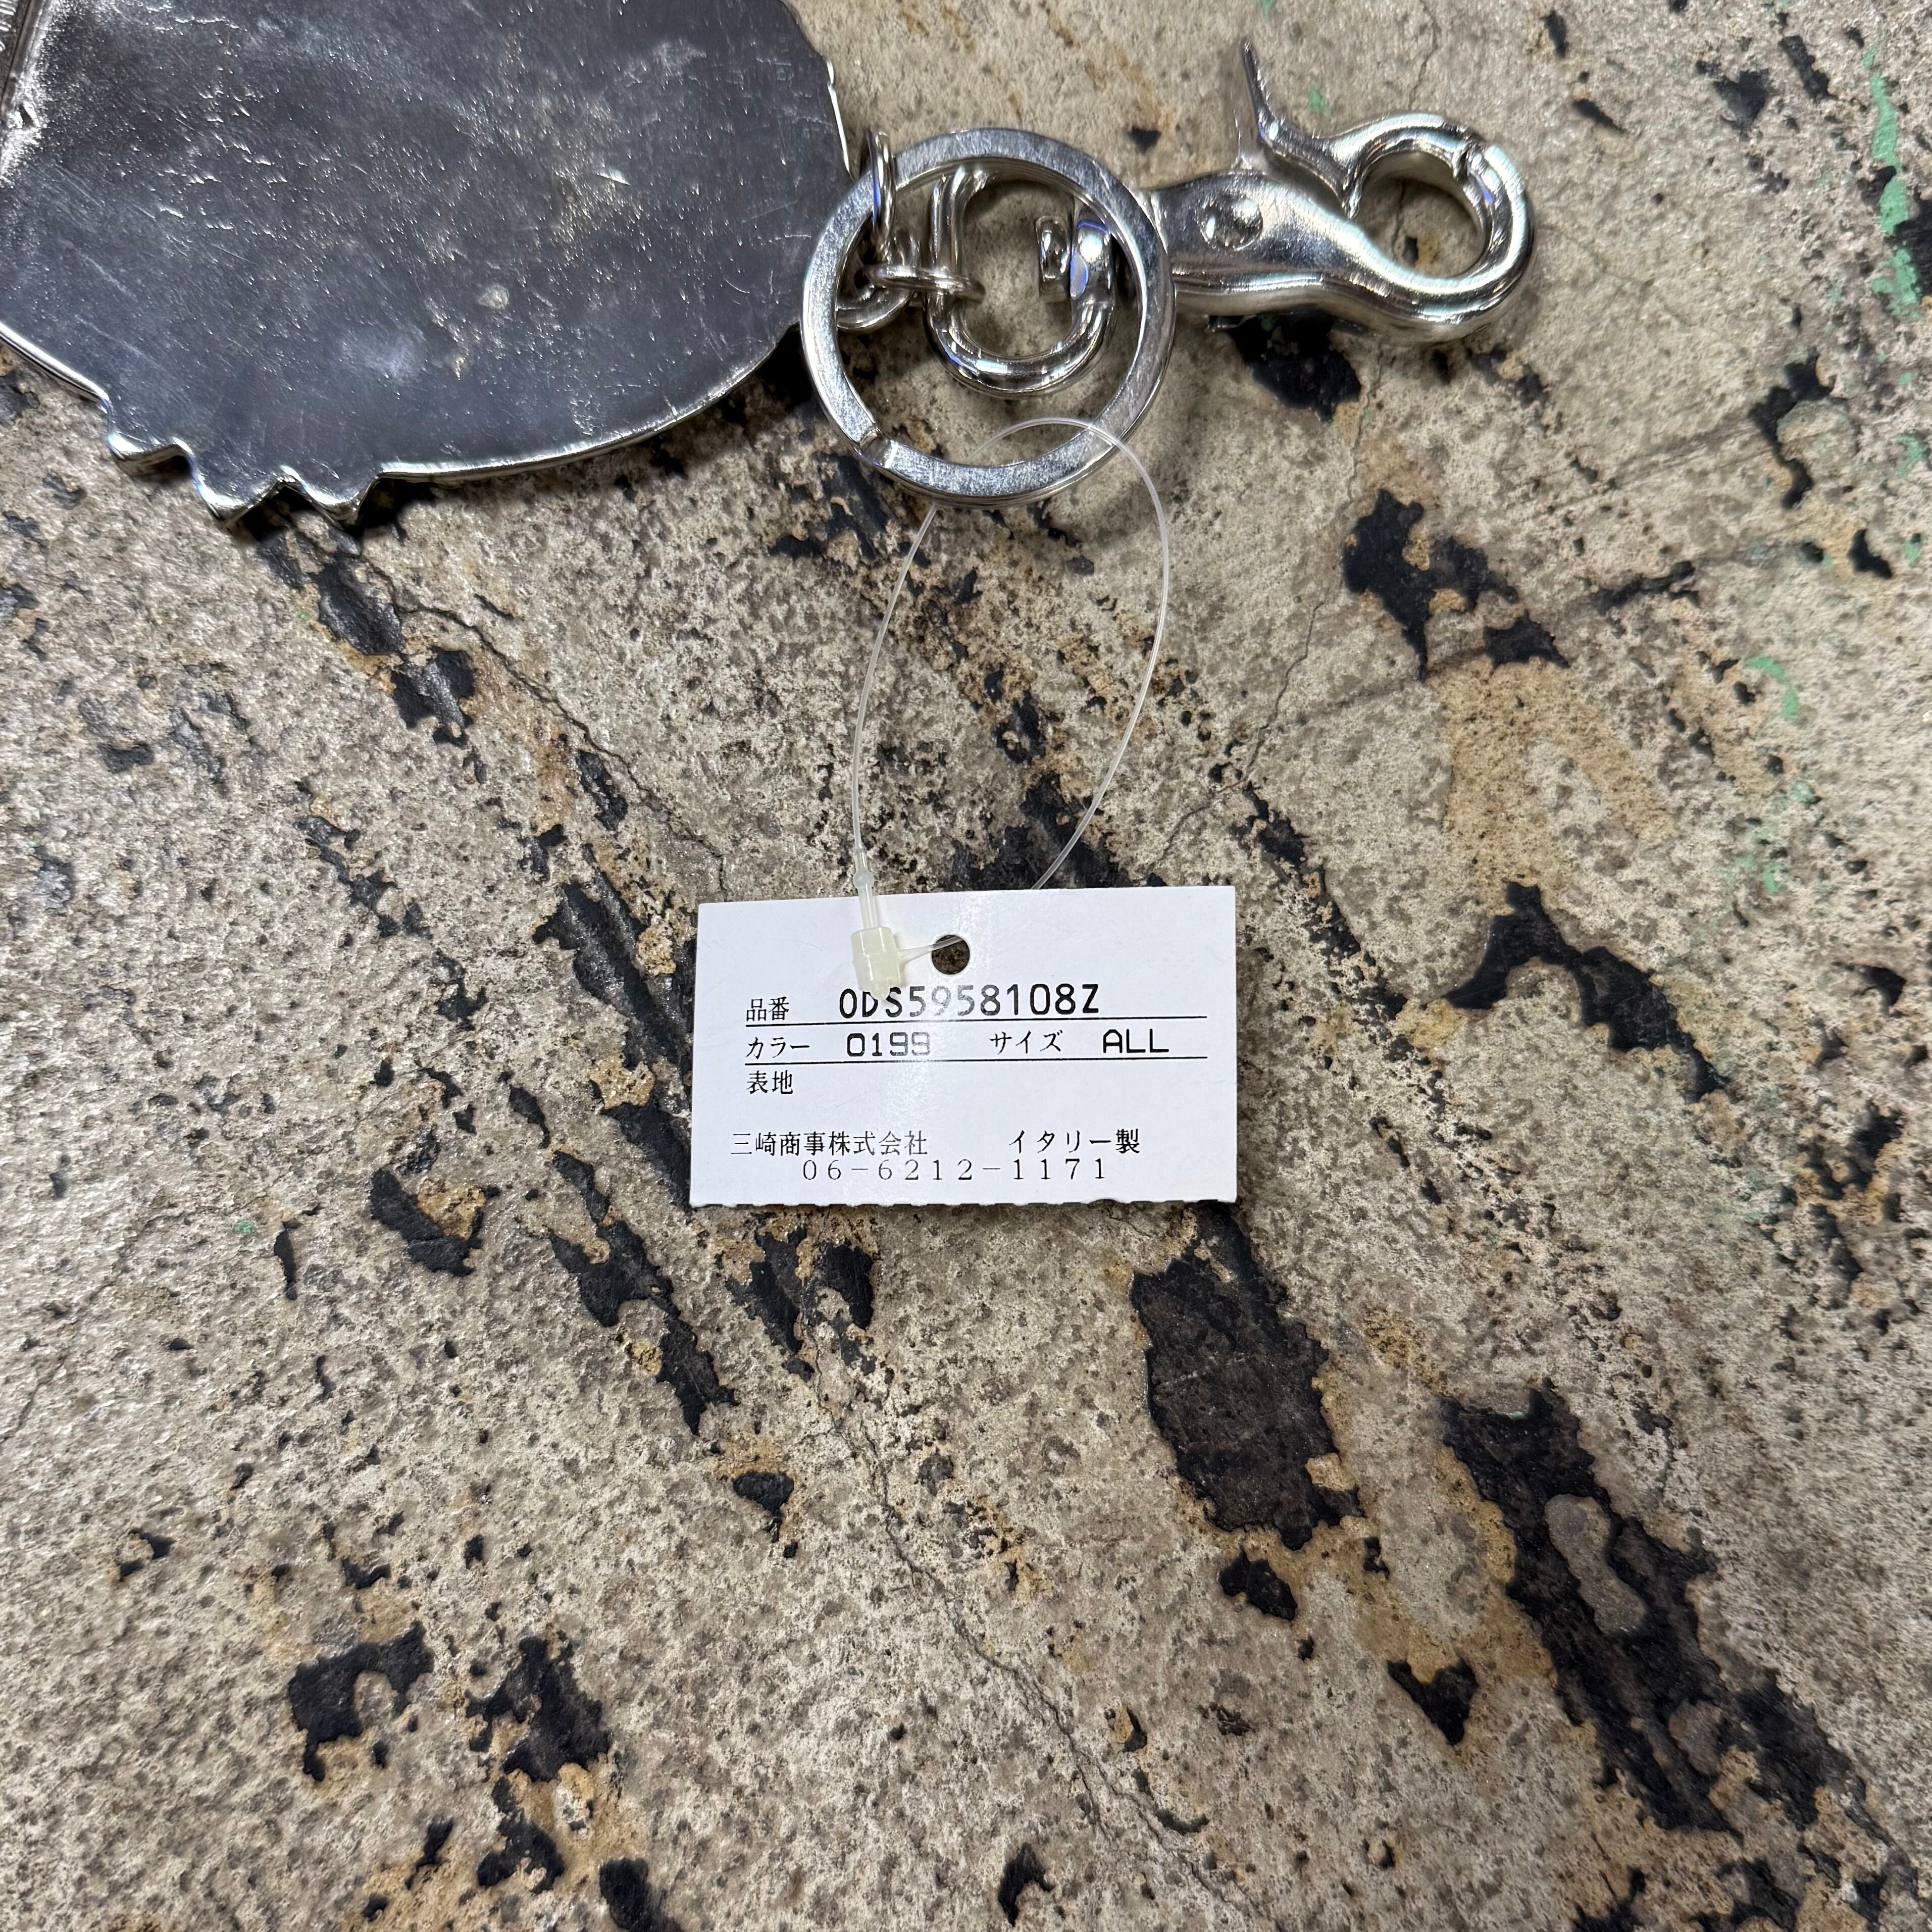 品番 0DS5958108Z
カラー 0199 サイズ ALL
表地
三崎商事株式会社 イタリー製
06-6212-1171